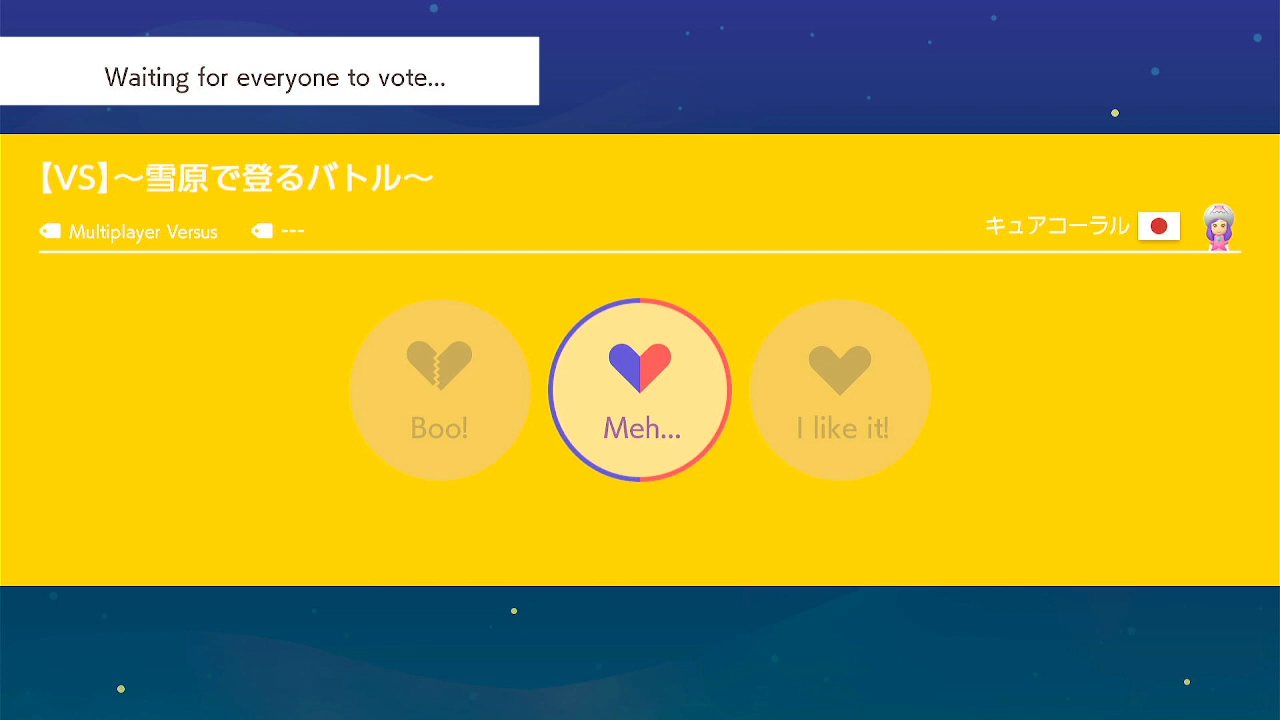 Waiting for everyone to vote...
【VS】～雪原で登るバトル～
Multiplayer Versus ---
キュアコーラル
Boo! Meh... I like it!